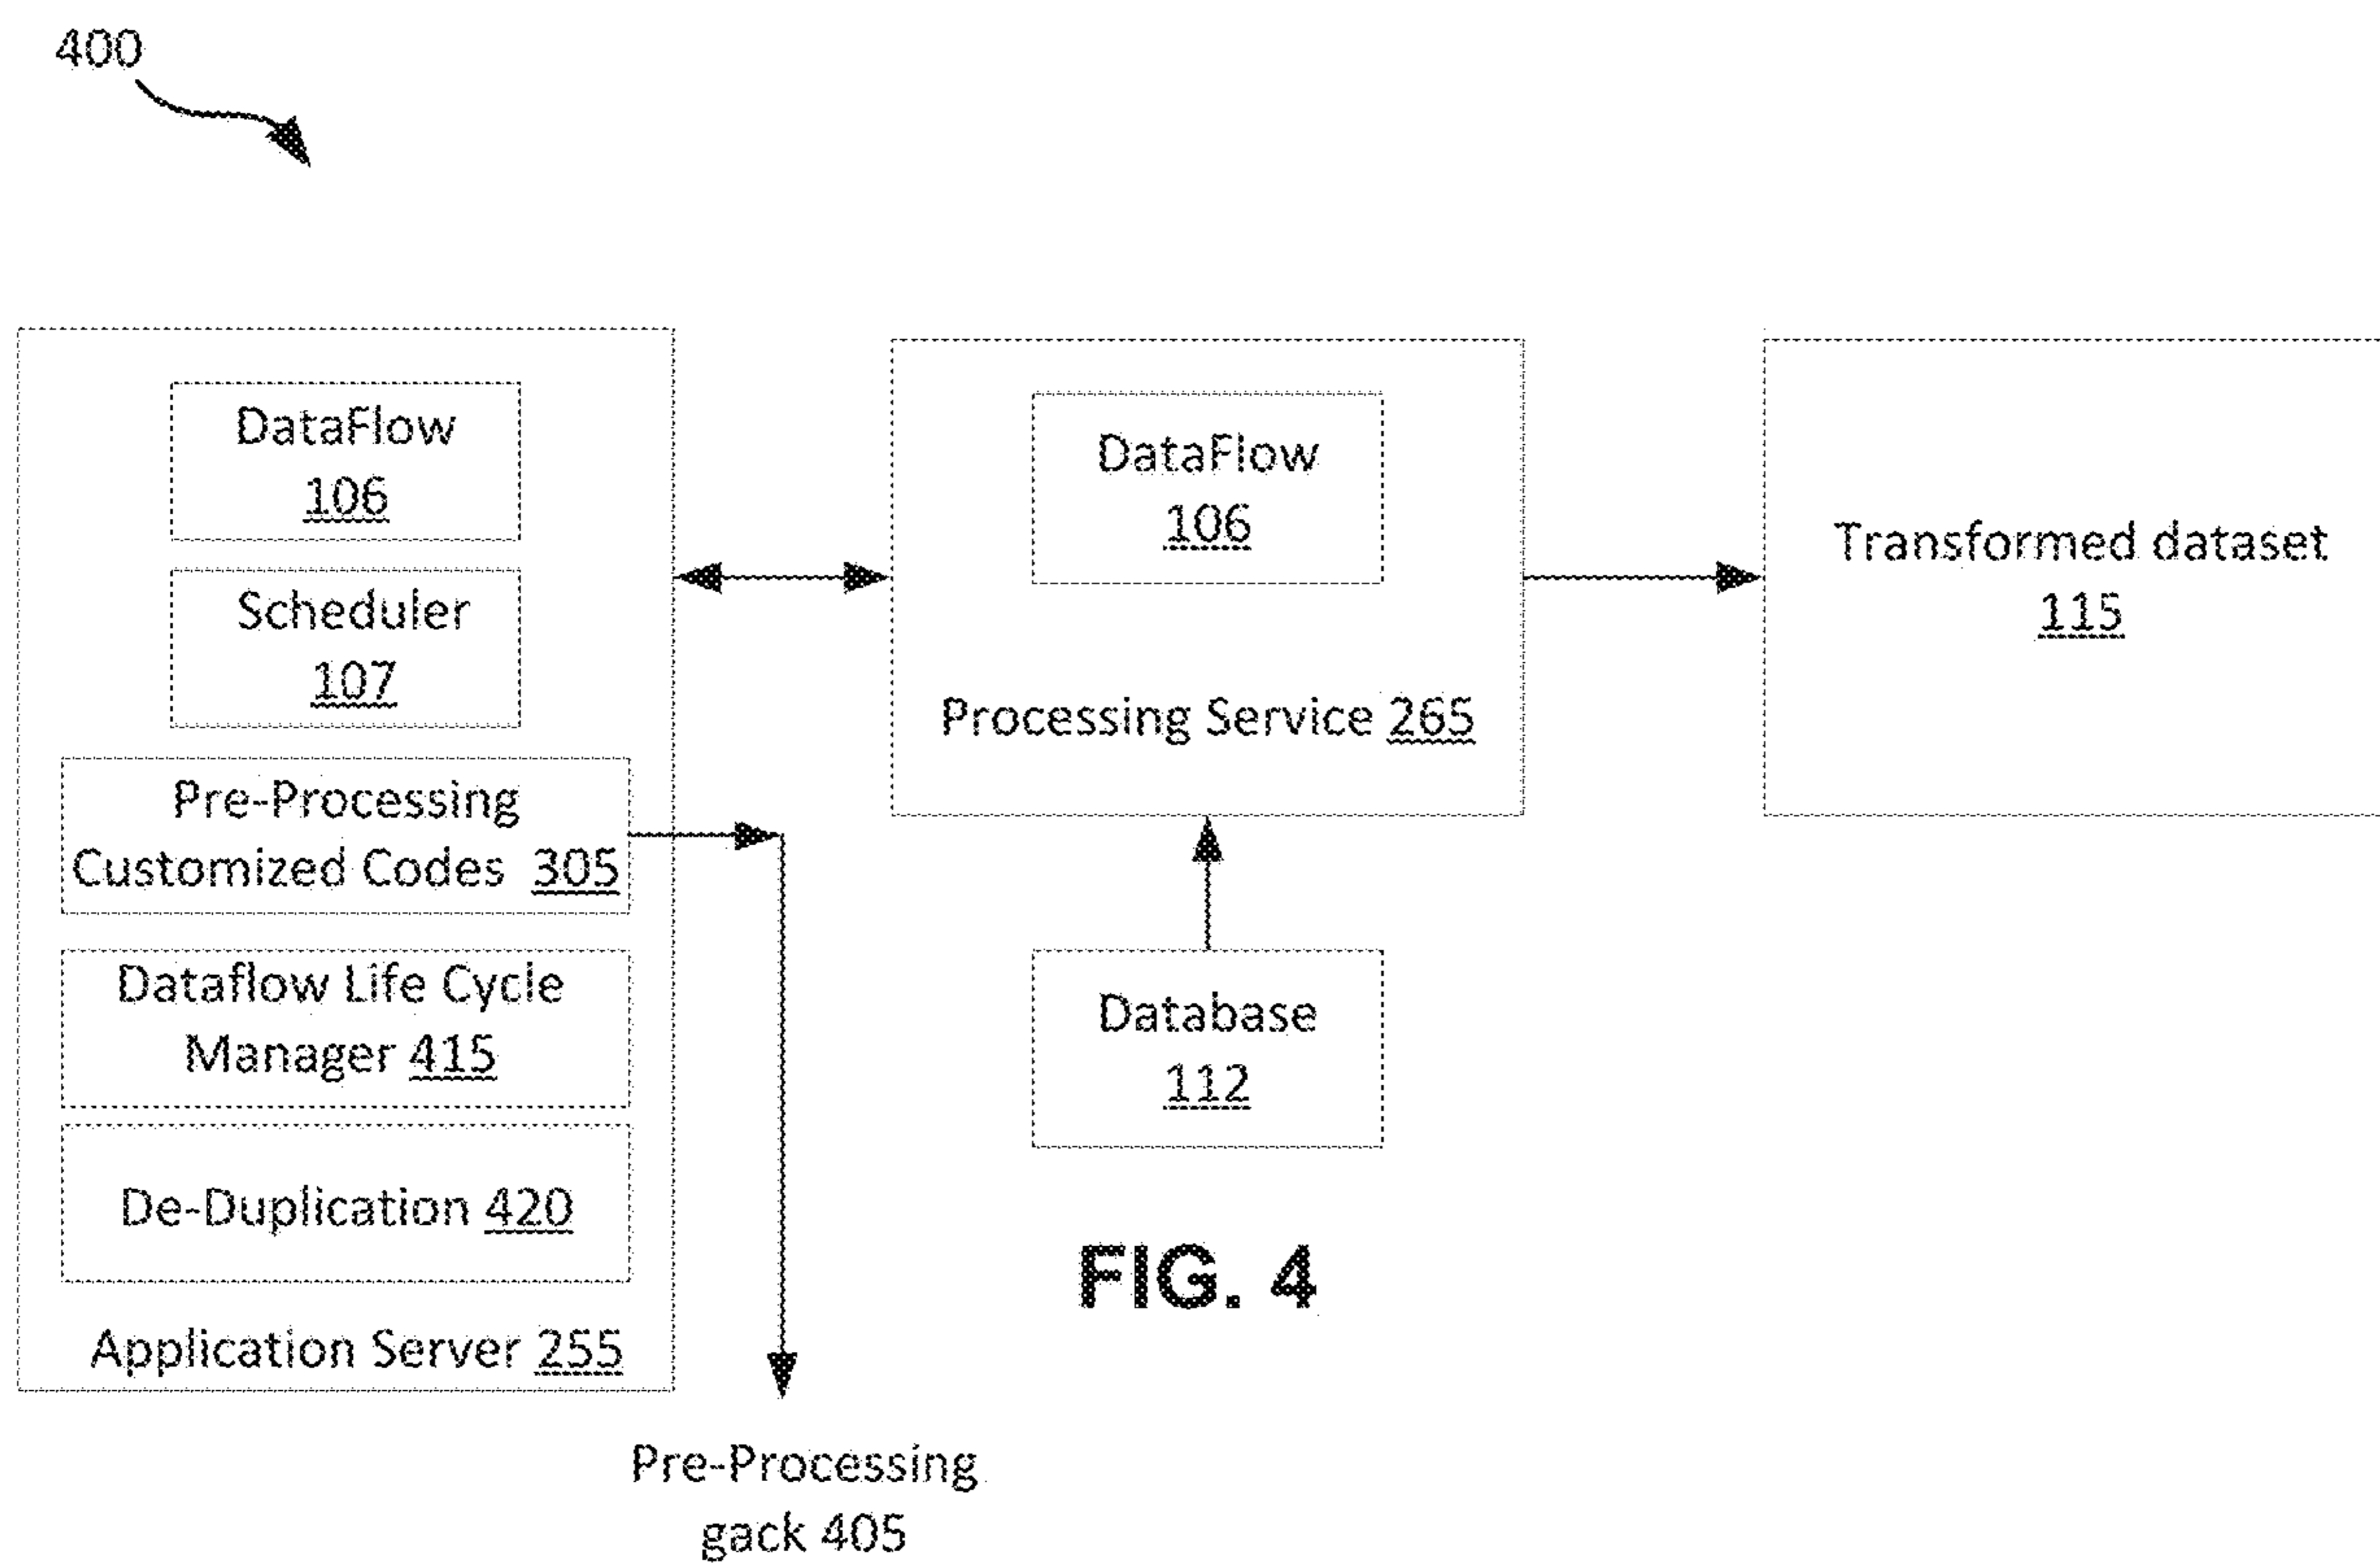 400
DataFlow
106
Scheduler
107
Pre-Processing
Customized Codes 305
Dataflow Life Cycle
Manager 415
De-Duplication 420
Application Server 255
DataFlow
106
Processing Service 265
Transformed dataset
115
Database
112
Pre-Processing
gack 405
FIG. 4